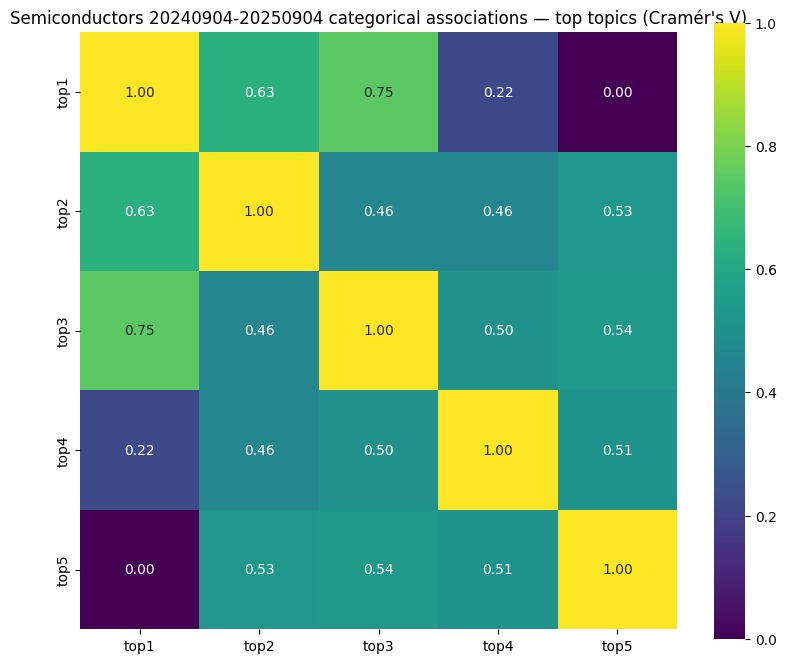 Semiconductors 20240904-20250904 categorical associations — top topics (Cramér's V)
top1 1.00 0.63 0.75 0.22 0.00
top2 0.63 1.00 0.46 0.46 0.53
top3 0.75 0.46 1.00 0.50 0.54
top4 0.22 0.46 0.50 1.00 0.51
top5 0.00 0.53 0.54 0.51 1.00
top1 top2 top3 top4 top5
1.0
0.8
0.6
0.4
0.2
0.0